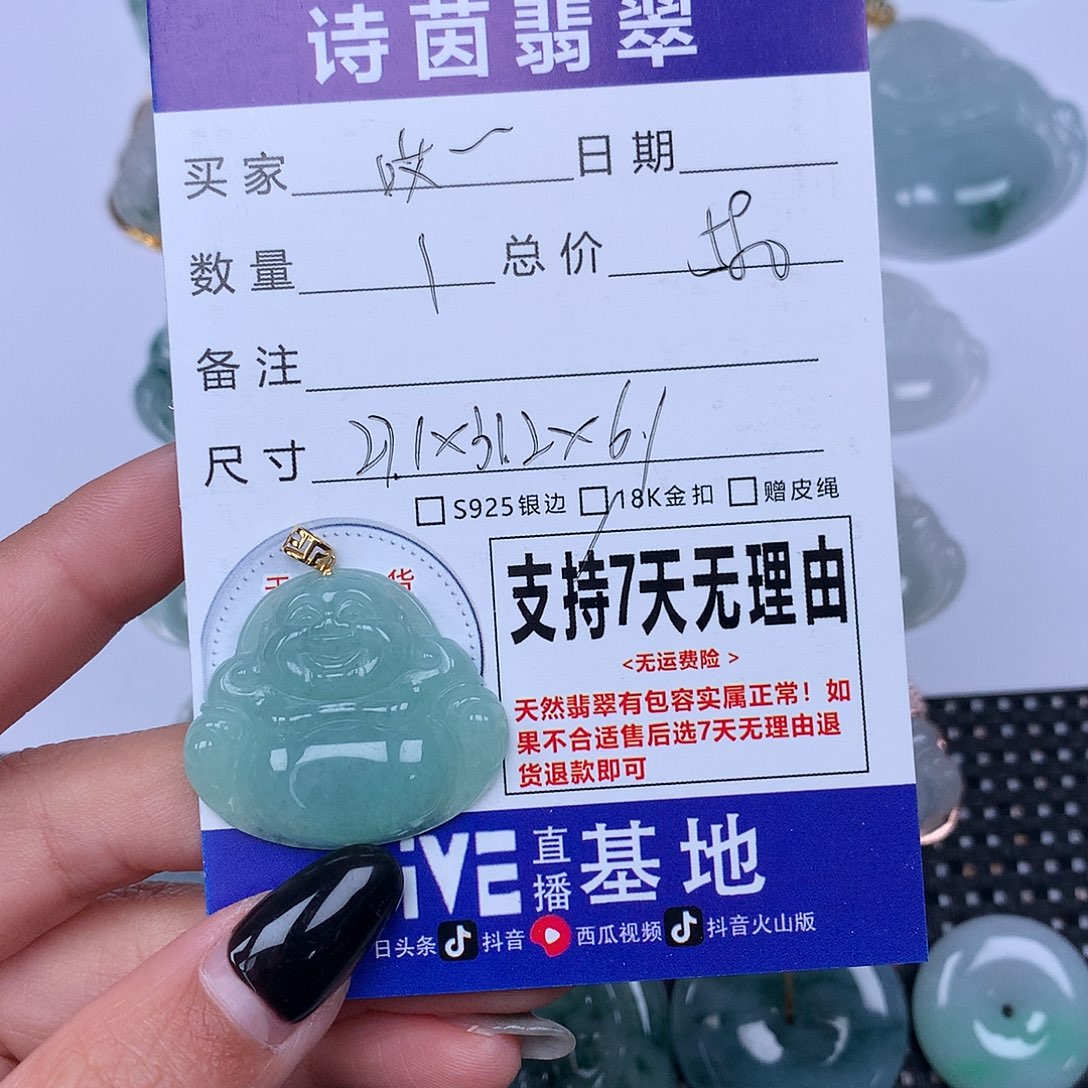 诗茵翡翠
买家 日期
数量 1 总价
备注
尺寸 27.1×31.2×6.1
S925银边 18K金扣 赠皮绳
支持7天无理由
<无运费险 >
天然翡翠有包容实属正常！如
果不合适售后选7天无理由退
货退款即可
iVE 直播 基地
日头条 抖音 西瓜视频 抖音火山版